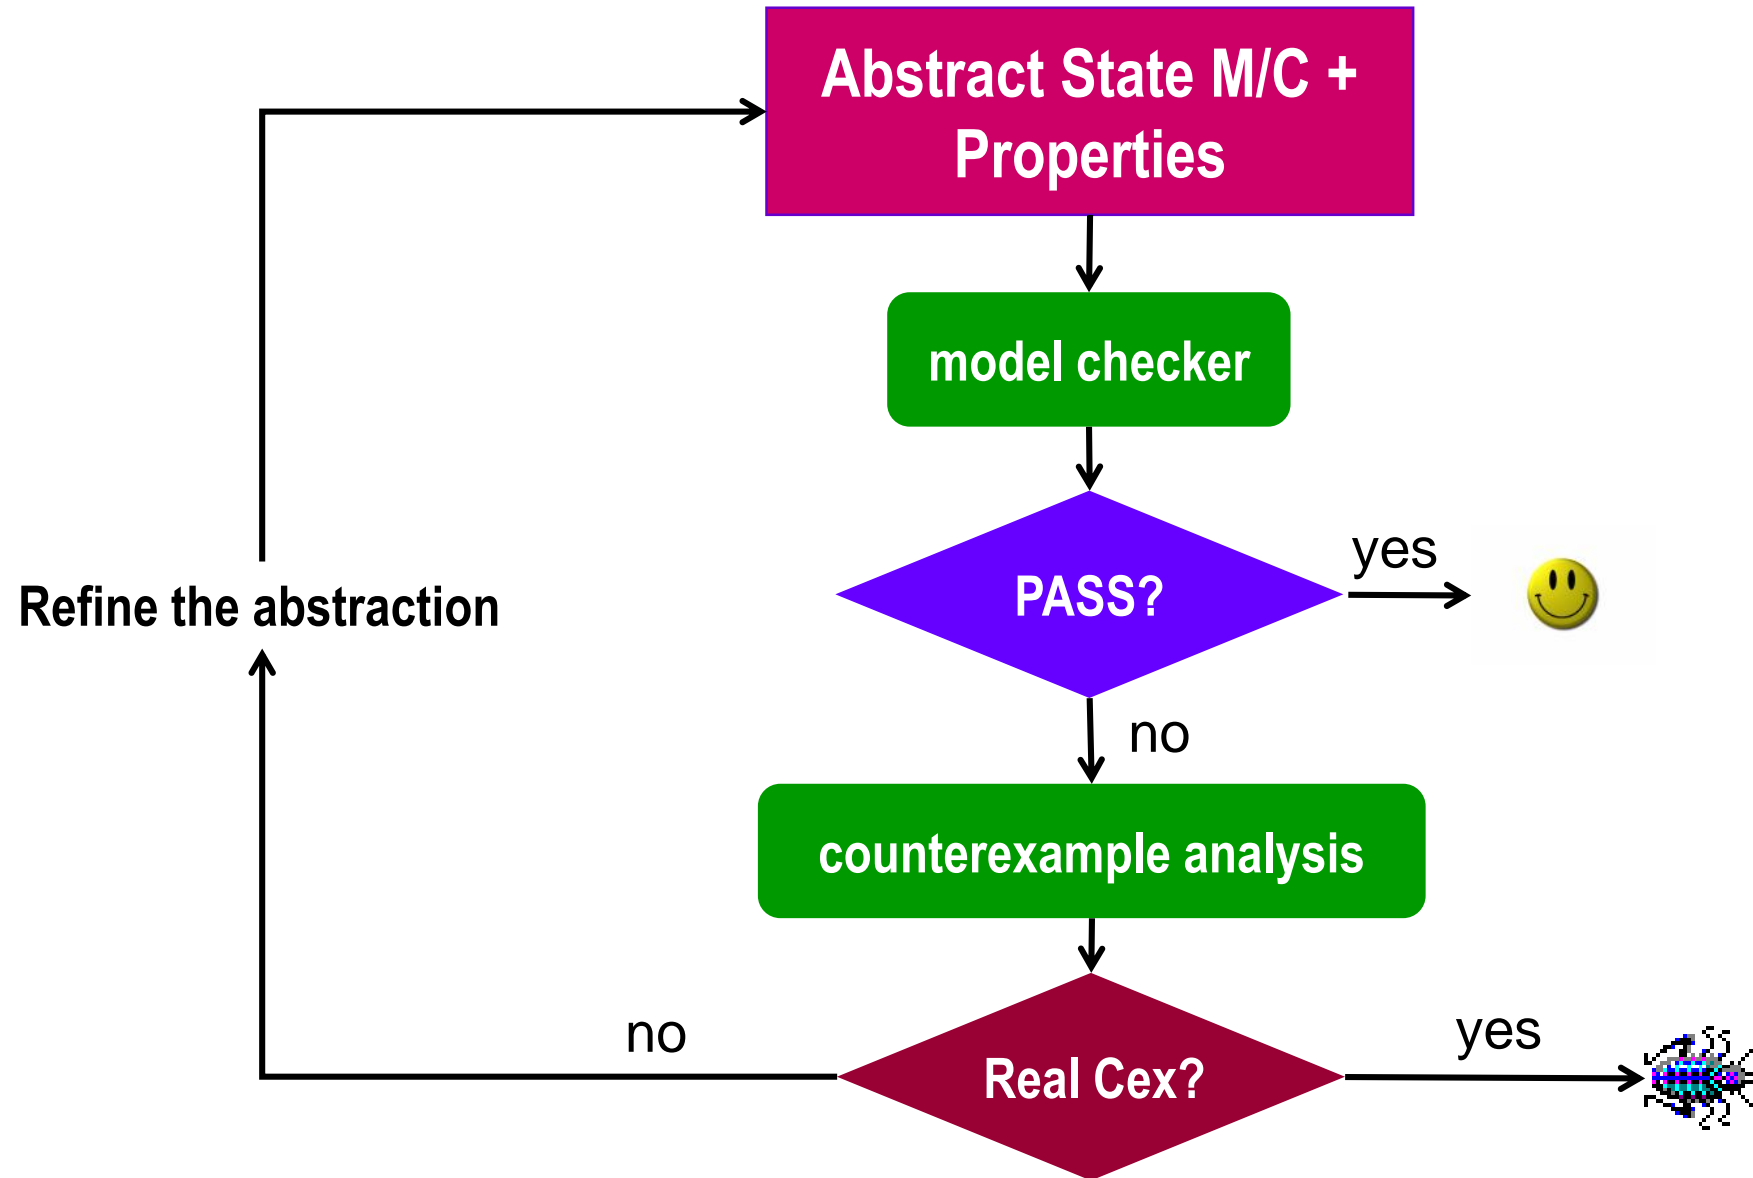 Abstract State M/C +
Properties
model checker
yes
PASS?
Refine the abstraction
no
counterexample analysis
no
yes
Real Cex?